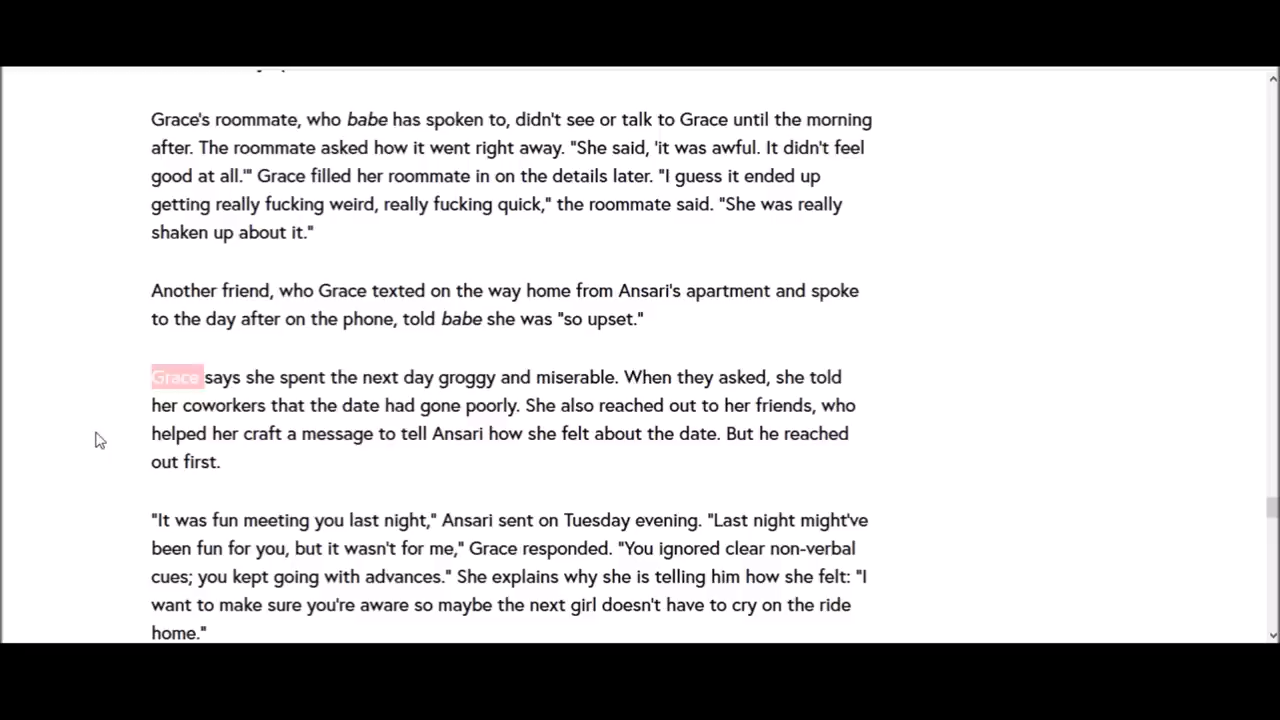 Grace's roommate, who babe has spoken to, didn't see or talk to Grace until the morning
after. The roommate asked how it went right away. "She said, 'it was awful. It didn't feel
good at all.'" Grace filled her roommate in on the details later. "I guess it ended up
getting really fucking weird, really fucking quick," the roommate said. "She was really
shaken up about it."
Another friend, who Grace texted on the way home from Ansari's apartment and spoke
to the day after on the phone, told babe she was "so upset."
Grace says she spent the next day groggy and miserable. When they asked, she told
her coworkers that the date had gone poorly. She also reached out to her friends, who
helped her craft a message to tell Ansari how she felt about the date. But he reached
out first.
"It was fun meeting you last night," Ansari sent on Tuesday evening. "Last night might've
been fun for you, but it wasn't for me," Grace responded. "You ignored clear non-verbal
cues; you kept going with advances." She explains why she is telling him how she felt: "I
want to make sure you're aware so maybe the next girl doesn't have to cry on the ride
home."